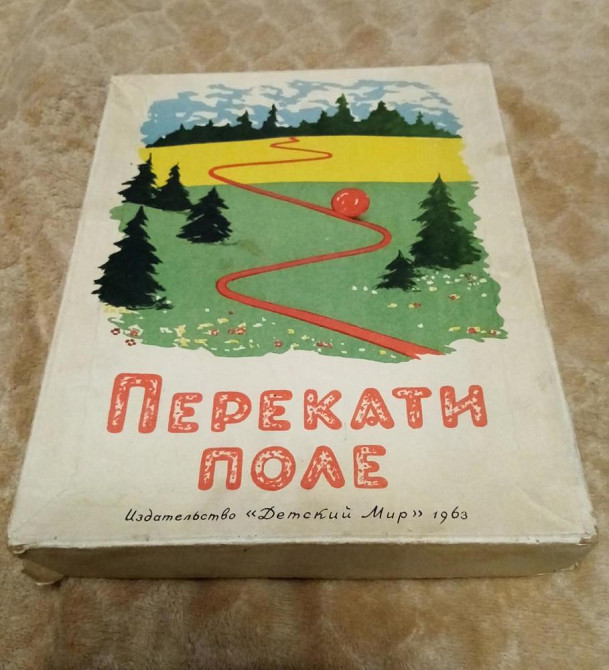 ПЕРЕКАТИ
ПОЛЕ
Издательство «Детский Мир» 1963